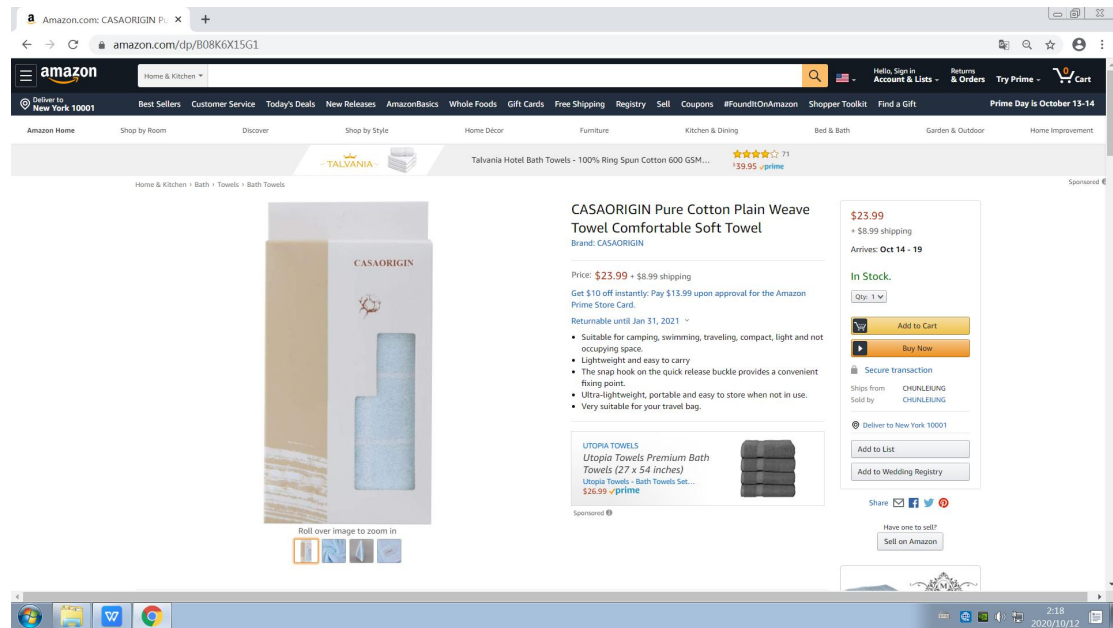 Amazon.com: CASAORIGIN Pu
amazon.com/dp/B08K6X15G1
amazon
Home & Kitchen
Hello, Sign in
Account & Lists
Returns
& Orders
Try Prime
0
Cart
Deliver to
New York 10001
Best Sellers Customer Service Today's Deals New Releases AmazonBasics Whole Foods Gift Cards Free Shipping Registry Sell Coupons #FoundItOnAmazon Shopper Toolkit Find a Gift
Prime Day is October 13-14
Amazon Home Shop by Room Discover Shop by Style Home Décor Furniture Kitchen & Dining Bed & Bath Garden & Outdoor Home Improvement
TALVANIA
Talvania Hotel Bath Towels - 100% Ring Spun Cotton 600 GSM...
71
$39.95 prime
Sponsored
Home & Kitchen › Bath › Towels › Bath Towels
CASAORIGIN
Roll over image to zoom in
CASAORIGIN Pure Cotton Plain Weave
Towel Comfortable Soft Towel
Brand: CASAORIGIN
Price: $23.99 + $8.99 shipping
Get $10 off instantly: Pay $13.99 upon approval for the Amazon
Prime Store Card.
Returnable until Jan 31, 2021
• Suitable for camping, swimming, traveling, compact, light and not
occupying space.
• Lightweight and easy to carry
• The snap hook on the quick release buckle provides a convenient
fixing point.
• Ultra-lightweight, portable and easy to store when not in use.
• Very suitable for your travel bag.
UTOPIA TOWELS
Utopia Towels Premium Bath
Towels (27 x 54 inches)
Utopia Towels - Bath Towels Set...
$26.99 prime
Sponsored
$23.99
+ $8.99 shipping
Arrives: Oct 14 - 19
In Stock.
Qty: 1
Add to Cart
Buy Now
Secure transaction
Ships from CHUNLEIUNG
Sold by CHUNLEIUNG
Deliver to New York 10001
Add to List
Add to Wedding Registry
Share
Have one to sell?
Sell on Amazon
M
2:18
2020/10/12